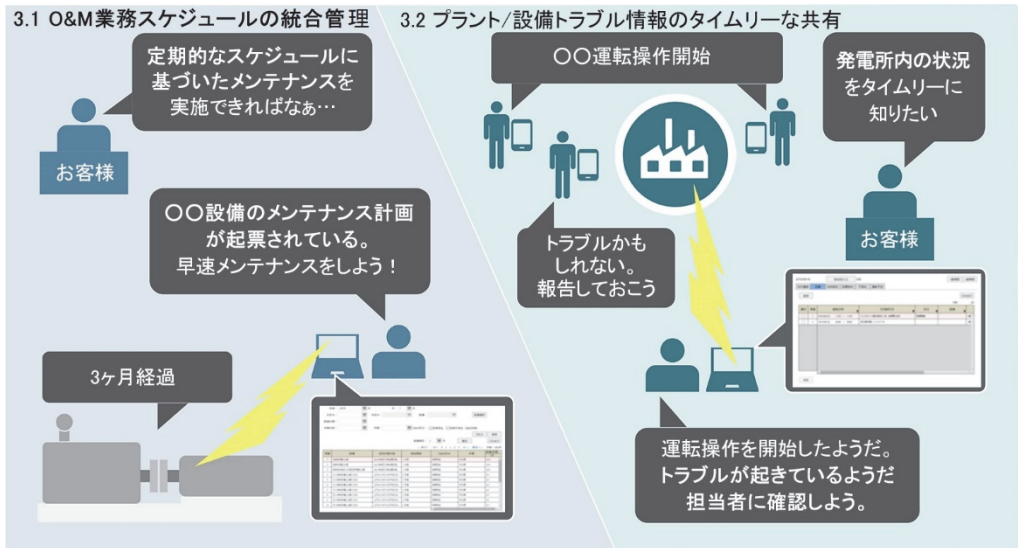 3.1 O&M業務スケジュールの統合管理
定期的なスケジュールに
基づいたメンテナンスを
実施できればなぁ…
お客様
〇〇設備のメンテナンス計画
が起票されている。
早速メンテナンスをしよう！
3ヶ月経過
3.2 プラント/設備トラブル情報のタイムリーな共有
〇〇運転操作開始
発電所内の状況
をタイムリーに
知りたい
お客様
トラブルかも
しれない。
報告しておこう
運転操作を開始したようだ。
トラブルが起きているようだ
担当者に確認しよう。